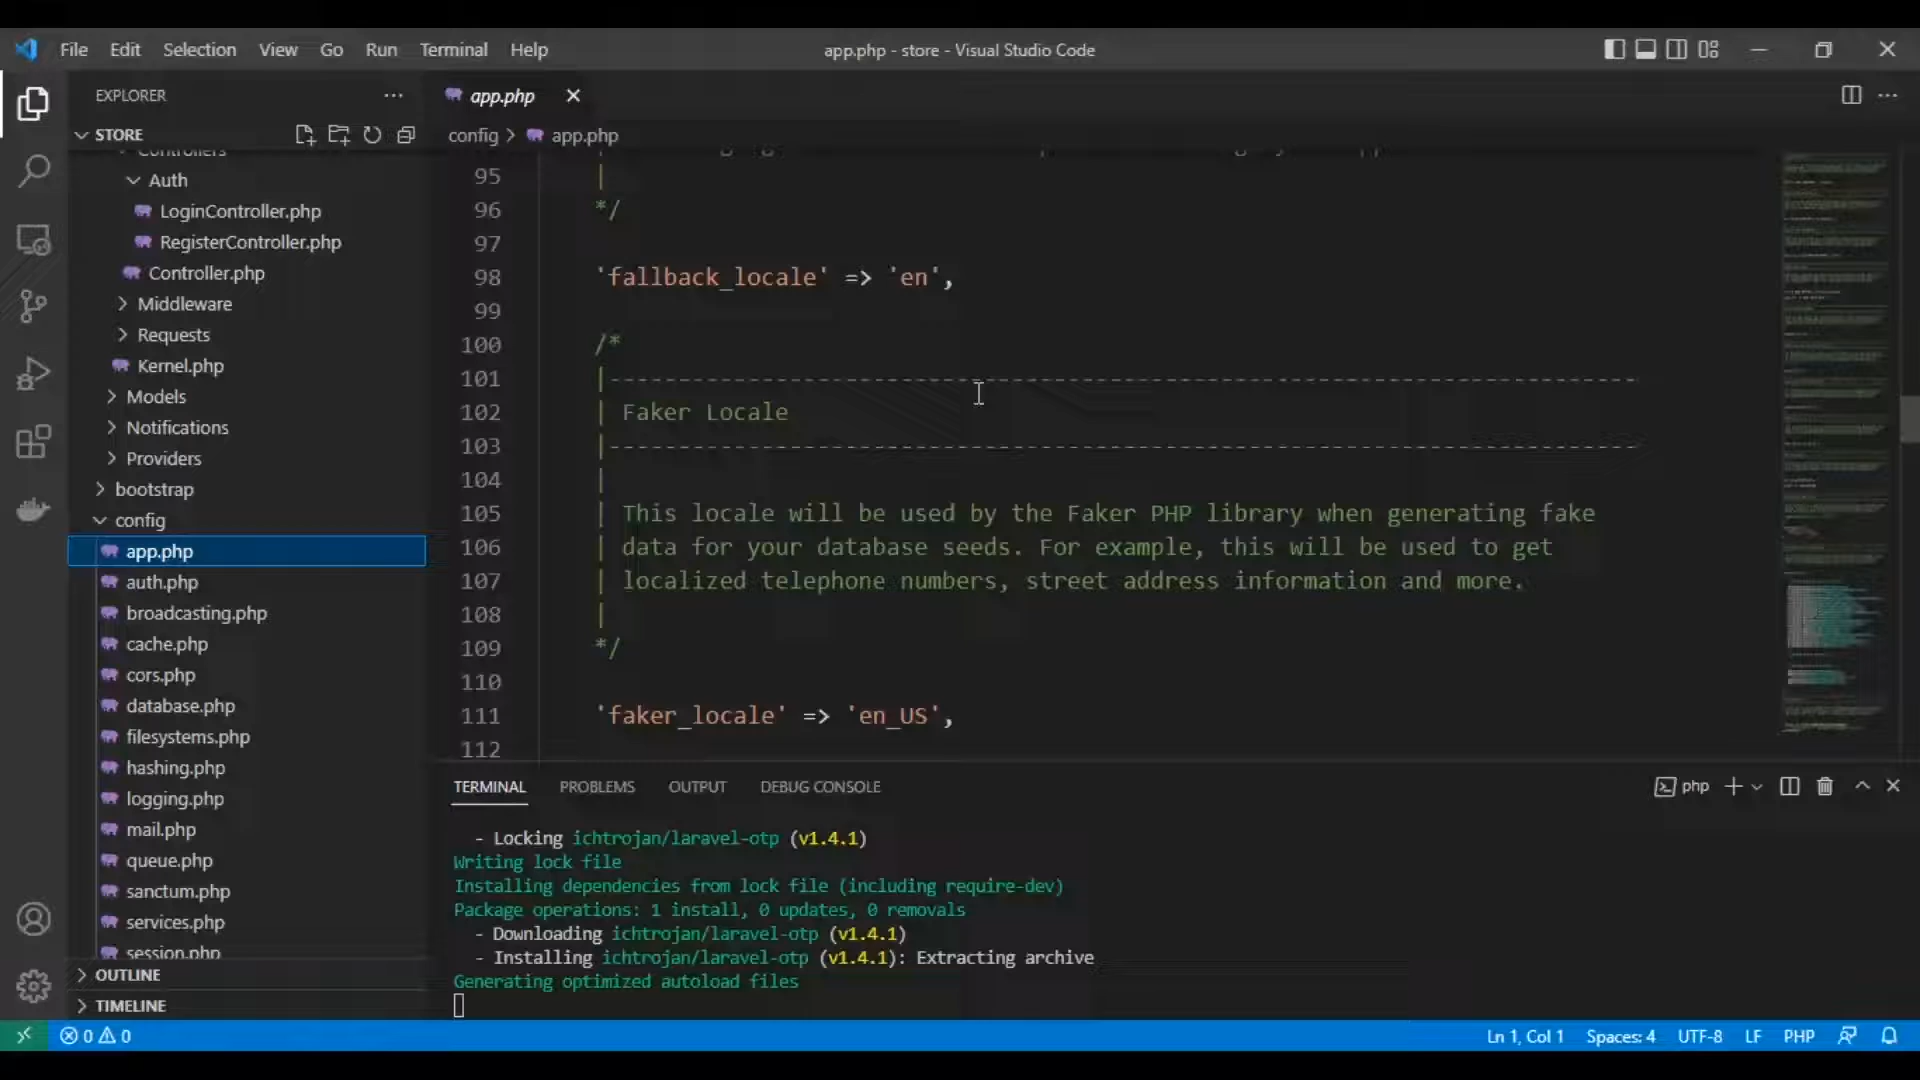 File Edit Selection View Go Run Terminal Help
app.php - store - Visual Studio Code
EXPLORER
STORE
Controllers
Auth
LoginController.php
RegisterController.php
Controller.php
Middleware
Requests
Kernel.php
Models
Notifications
Providers
bootstrap
config
app.php
auth.php
broadcasting.php
cache.php
cors.php
database.php
filesystems.php
hashing.php
logging.php
mail.php
queue.php
sanctum.php
services.php
session.php
OUTLINE
TIMELINE
app.php
config > app.php
95 |
96 */
97
98 'fallback_locale' => 'en',
99
100 /*
101 |--------------------------------------------------------------------------
102 | Faker Locale
103 |--------------------------------------------------------------------------
104 |
105 | This locale will be used by the Faker PHP library when generating fake
106 | data for your database seeds. For example, this will be used to get
107 | localized telephone numbers, street address information and more.
108 |
109 */
110
111 'faker_locale' => 'en_US',
112
TERMINAL PROBLEMS OUTPUT DEBUG CONSOLE
php
- Locking ichtrojan/laravel-otp (v1.4.1)
Writing lock file
Installing dependencies from lock file (including require-dev)
Package operations: 1 install, 0 updates, 0 removals
- Downloading ichtrojan/laravel-otp (v1.4.1)
- Installing ichtrojan/laravel-otp (v1.4.1): Extracting archive
Generating optimized autoload files
0 0
Ln 1, Col 1 Spaces: 4 UTF-8 LF PHP